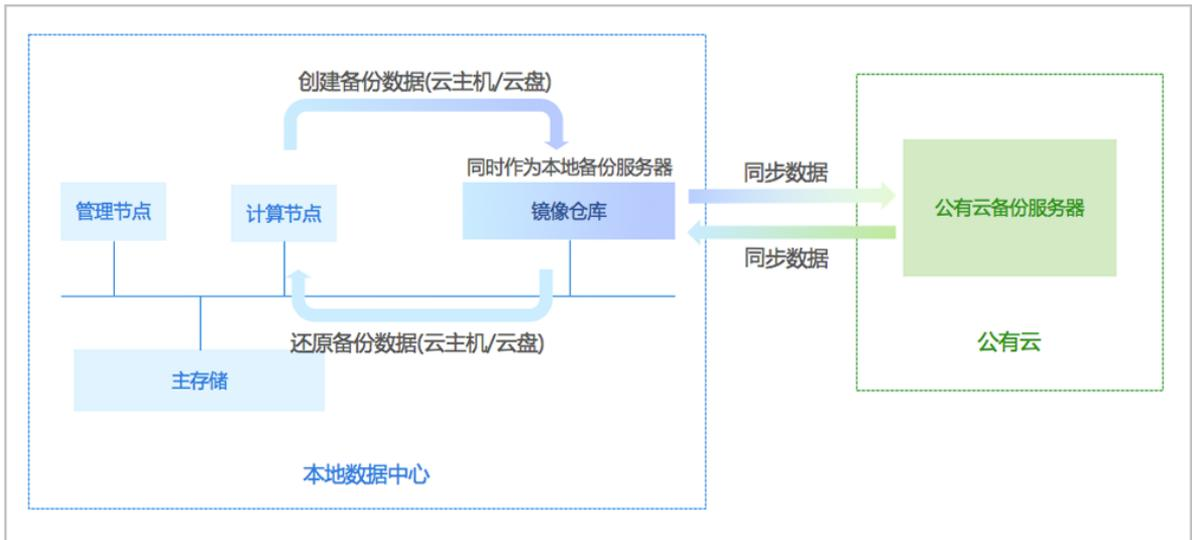 创建备份数据(云主机/云盘)
同时作为本地备份服务器
管理节点
计算节点
镜像仓库
同步数据
同步数据
公有云备份服务器
还原备份数据(云主机/云盘)
主存储
公有云
本地数据中心